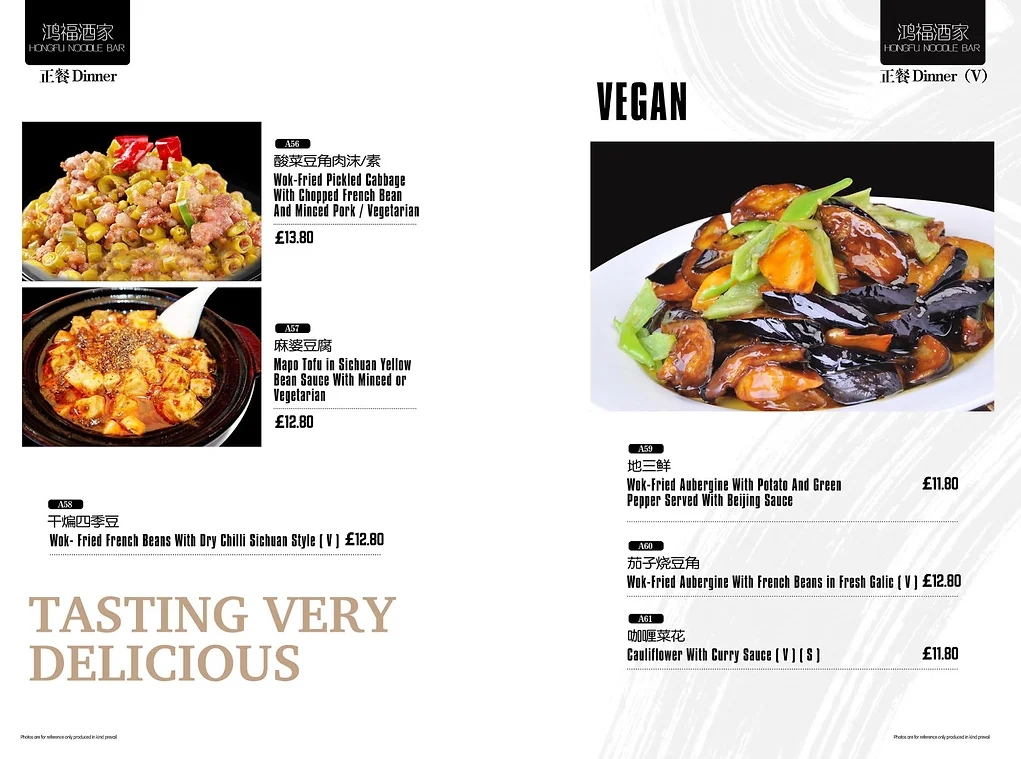 鸿福酒家
HONGFU NOODLE BAR
正餐 Dinner
A56
酸菜豆角肉沫/素
Wok-Fried Pickled Cabbage
With Chopped French Bean
And Minced Pork / Vegetarian
£13.80
A57
麻婆豆腐
Mapo Tofu in Sichuan Yellow
Bean Sauce With Minced or
Vegetarian
£12.80
A58
干煸四季豆
Wok- Fried French Beans With Dry Chilli Sichuan Style ( V ) £12.80
TASTING VERY
DELICIOUS
Photos are for reference only produced in kind prevail
鸿福酒家
HONGFU NOODLE BAR
正餐 Dinner（V）
VEGAN
A59
地三鲜
Wok-Fried Aubergine With Potato And Green
Pepper Served With Beijing Sauce
£11.80
A60
茄子烧豆角
Wok-Fried Aubergine With French Beans in Fresh Galic ( V ) £12.80
A61
咖喱菜花
Cauliflower With Curry Sauce ( V ) ( S ) £11.80
Photos are for reference only produced in kind prevail